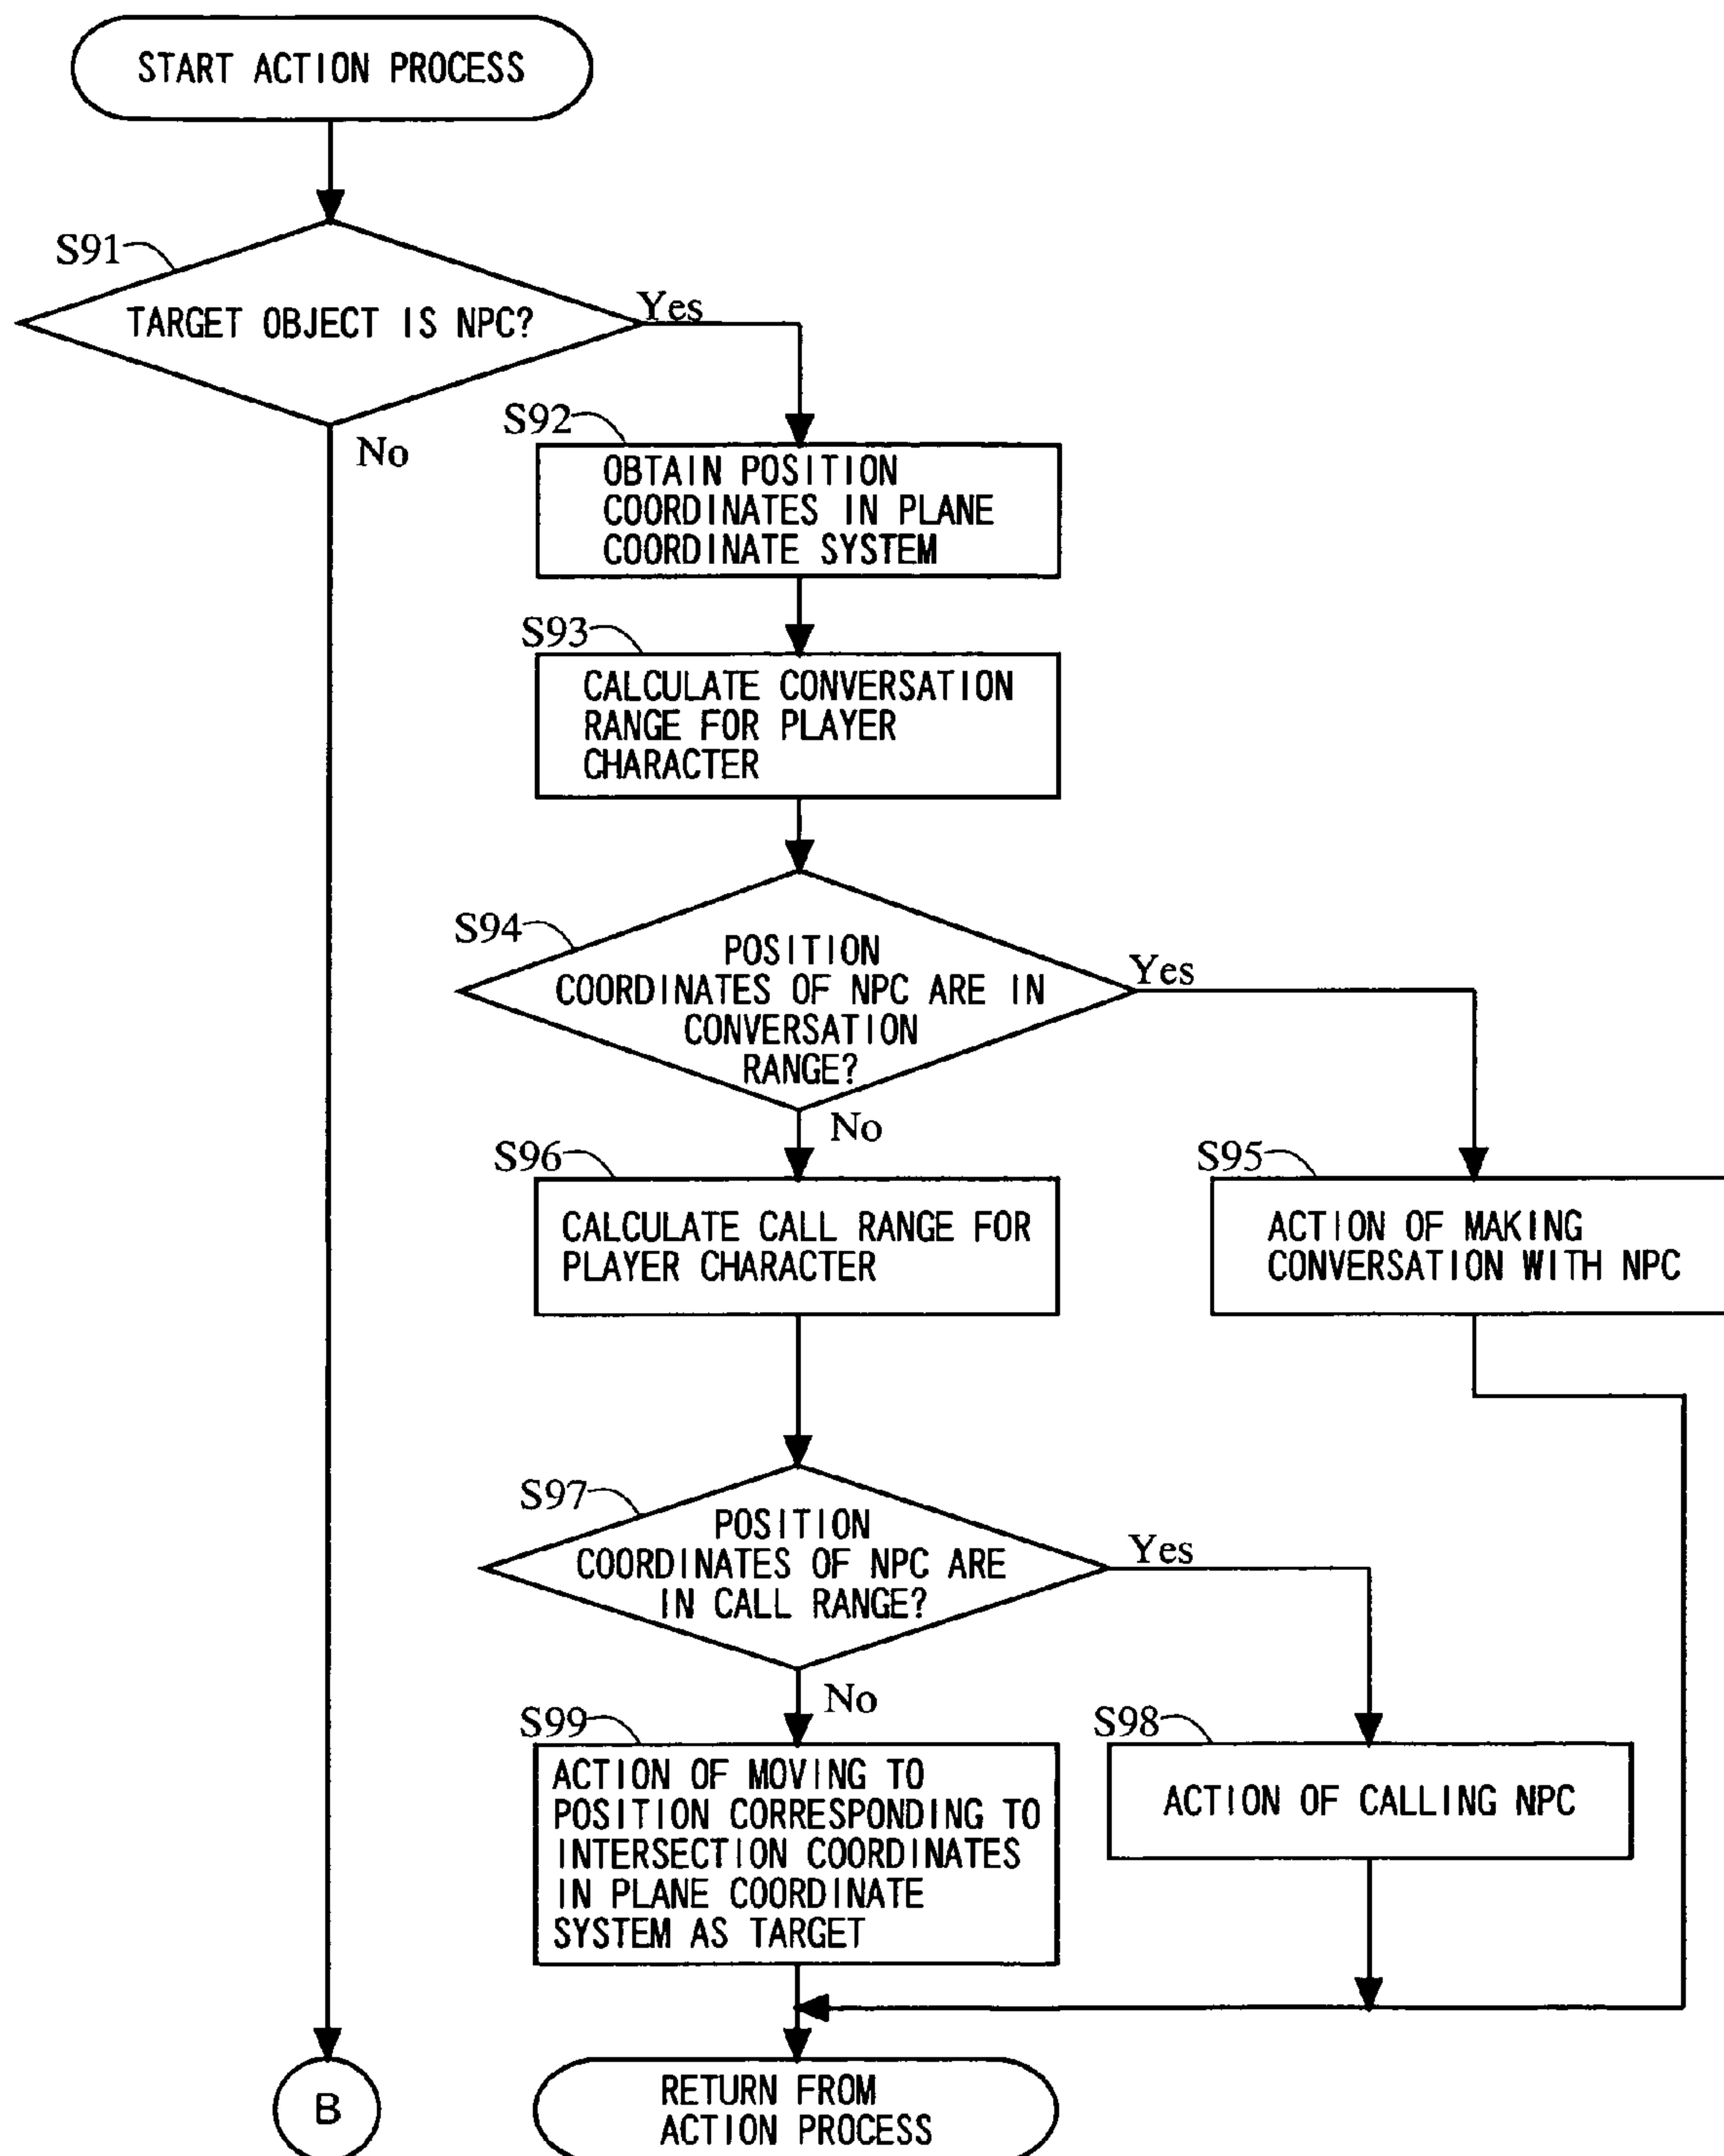 START ACTION PROCESS
S91
TARGET OBJECT IS NPC?
Yes
No
S92
OBTAIN POSITION
COORDINATES IN PLANE
COORDINATE SYSTEM
S93
CALCULATE CONVERSATION
RANGE FOR PLAYER
CHARACTER
S94
POSITION
COORDINATES OF NPC ARE IN
CONVERSATION
RANGE?
Yes
No
S96
CALCULATE CALL RANGE FOR
PLAYER CHARACTER
S95
ACTION OF MAKING
CONVERSATION WITH NPC
S97
POSITION
COORDINATES OF NPC ARE
IN CALL RANGE?
Yes
No
S99
ACTION OF MOVING TO
POSITION CORRESPONDING TO
INTERSECTION COORDINATES
IN PLANE COORDINATE
SYSTEM AS TARGET
S98
ACTION OF CALLING NPC
B
RETURN FROM
ACTION PROCESS